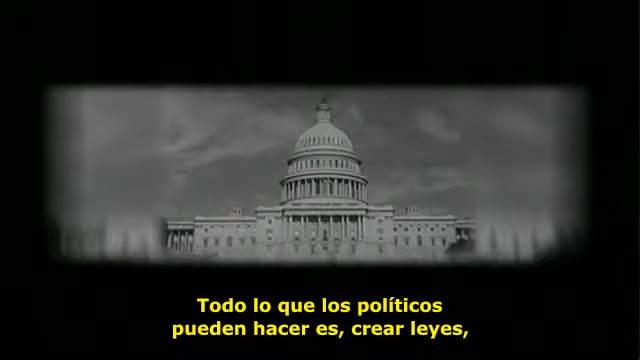 Todo lo que los políticos
pueden hacer es, crear leyes,